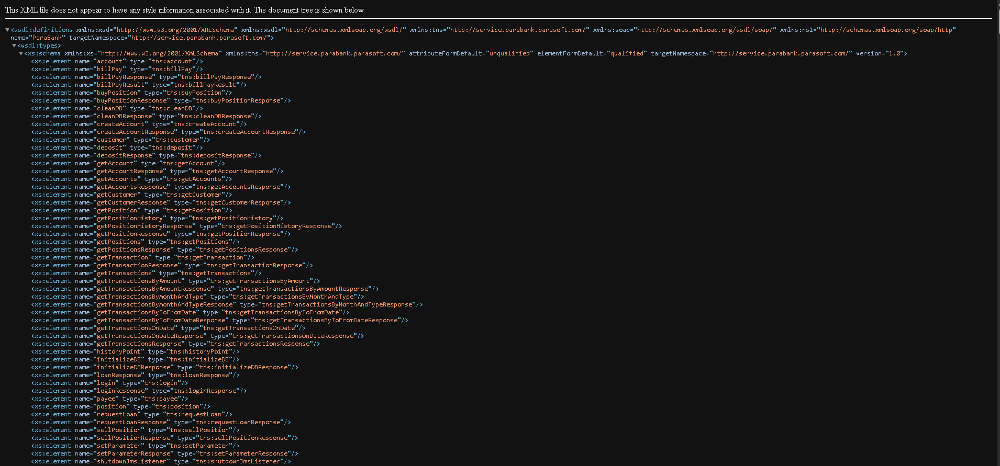 This XML file does not appear to have any style information associated with it. The document tree is shown below.
▼<wsdl:definitions xmlns:xsd="http://www.w3.org/2001/XMLSchema" xmlns:wsdl="http://schemas.xmlsoap.org/wsdl/" xmlns:tns="http://service.parabank.parasoft.com/" xmlns:soap="http://schemas.xmlsoap.org/wsdl/soap/" xmlns:ns1="http://schemas.xmlsoap.org/soap/http"
name="ParaBank" targetNamespace="http://service.parabank.parasoft.com/">
▼<wsdl:types>
▼<xs:schema xmlns:xs="http://www.w3.org/2001/XMLSchema" xmlns:tns="http://service.parabank.parasoft.com/" attributeFormDefault="unqualified" elementFormDefault="qualified" targetNamespace="http://service.parabank.parasoft.com/" version="1.0">
<xs:element name="account" type="tns:account"/>
<xs:element name="billPay" type="tns:billPay"/>
<xs:element name="billPayResponse" type="tns:billPayResponse"/>
<xs:element name="billPayResult" type="tns:billPayResult"/>
<xs:element name="buyPosition" type="tns:buyPosition"/>
<xs:element name="buyPositionResponse" type="tns:buyPositionResponse"/>
<xs:element name="cleanDB" type="tns:cleanDB"/>
<xs:element name="cleanDBResponse" type="tns:cleanDBResponse"/>
<xs:element name="createAccount" type="tns:createAccount"/>
<xs:element name="createAccountResponse" type="tns:createAccountResponse"/>
<xs:element name="customer" type="tns:customer"/>
<xs:element name="deposit" type="tns:deposit"/>
<xs:element name="depositResponse" type="tns:depositResponse"/>
<xs:element name="getAccount" type="tns:getAccount"/>
<xs:element name="getAccountResponse" type="tns:getAccountResponse"/>
<xs:element name="getAccounts" type="tns:getAccounts"/>
<xs:element name="getAccountsResponse" type="tns:getAccountsResponse"/>
<xs:element name="getCustomer" type="tns:getCustomer"/>
<xs:element name="getCustomerResponse" type="tns:getCustomerResponse"/>
<xs:element name="getPosition" type="tns:getPosition"/>
<xs:element name="getPositionHistory" type="tns:getPositionHistory"/>
<xs:element name="getPositionHistoryResponse" type="tns:getPositionHistoryResponse"/>
<xs:element name="getPositionResponse" type="tns:getPositionResponse"/>
<xs:element name="getPositions" type="tns:getPositions"/>
<xs:element name="getPositionsResponse" type="tns:getPositionsResponse"/>
<xs:element name="getTransaction" type="tns:getTransaction"/>
<xs:element name="getTransactionResponse" type="tns:getTransactionResponse"/>
<xs:element name="getTransactions" type="tns:getTransactions"/>
<xs:element name="getTransactionsByAmount" type="tns:getTransactionsByAmount"/>
<xs:element name="getTransactionsByAmountResponse" type="tns:getTransactionsByAmountResponse"/>
<xs:element name="getTransactionsByMonthAndType" type="tns:getTransactionsByMonthAndType"/>
<xs:element name="getTransactionsByMonthAndTypeResponse" type="tns:getTransactionsByMonthAndTypeResponse"/>
<xs:element name="getTransactionsByToFromDate" type="tns:getTransactionsByToFromDate"/>
<xs:element name="getTransactionsByToFromDateResponse" type="tns:getTransactionsByToFromDateResponse"/>
<xs:element name="getTransactionsOnDate" type="tns:getTransactionsOnDate"/>
<xs:element name="getTransactionsOnDateResponse" type="tns:getTransactionsOnDateResponse"/>
<xs:element name="getTransactionsResponse" type="tns:getTransactionsResponse"/>
<xs:element name="historyPoint" type="tns:historyPoint"/>
<xs:element name="initializeDB" type="tns:initializeDB"/>
<xs:element name="initializeDBResponse" type="tns:initializeDBResponse"/>
<xs:element name="loanResponse" type="tns:loanResponse"/>
<xs:element name="login" type="tns:login"/>
<xs:element name="loginResponse" type="tns:loginResponse"/>
<xs:element name="payee" type="tns:payee"/>
<xs:element name="position" type="tns:position"/>
<xs:element name="requestLoan" type="tns:requestLoan"/>
<xs:element name="requestLoanResponse" type="tns:requestLoanResponse"/>
<xs:element name="sellPosition" type="tns:sellPosition"/>
<xs:element name="sellPositionResponse" type="tns:sellPositionResponse"/>
<xs:element name="setParameter" type="tns:setParameter"/>
<xs:element name="setParameterResponse" type="tns:setParameterResponse"/>
<xs:element name="shutdownJmsListener" type="tns:shutdownJmsListener"/>